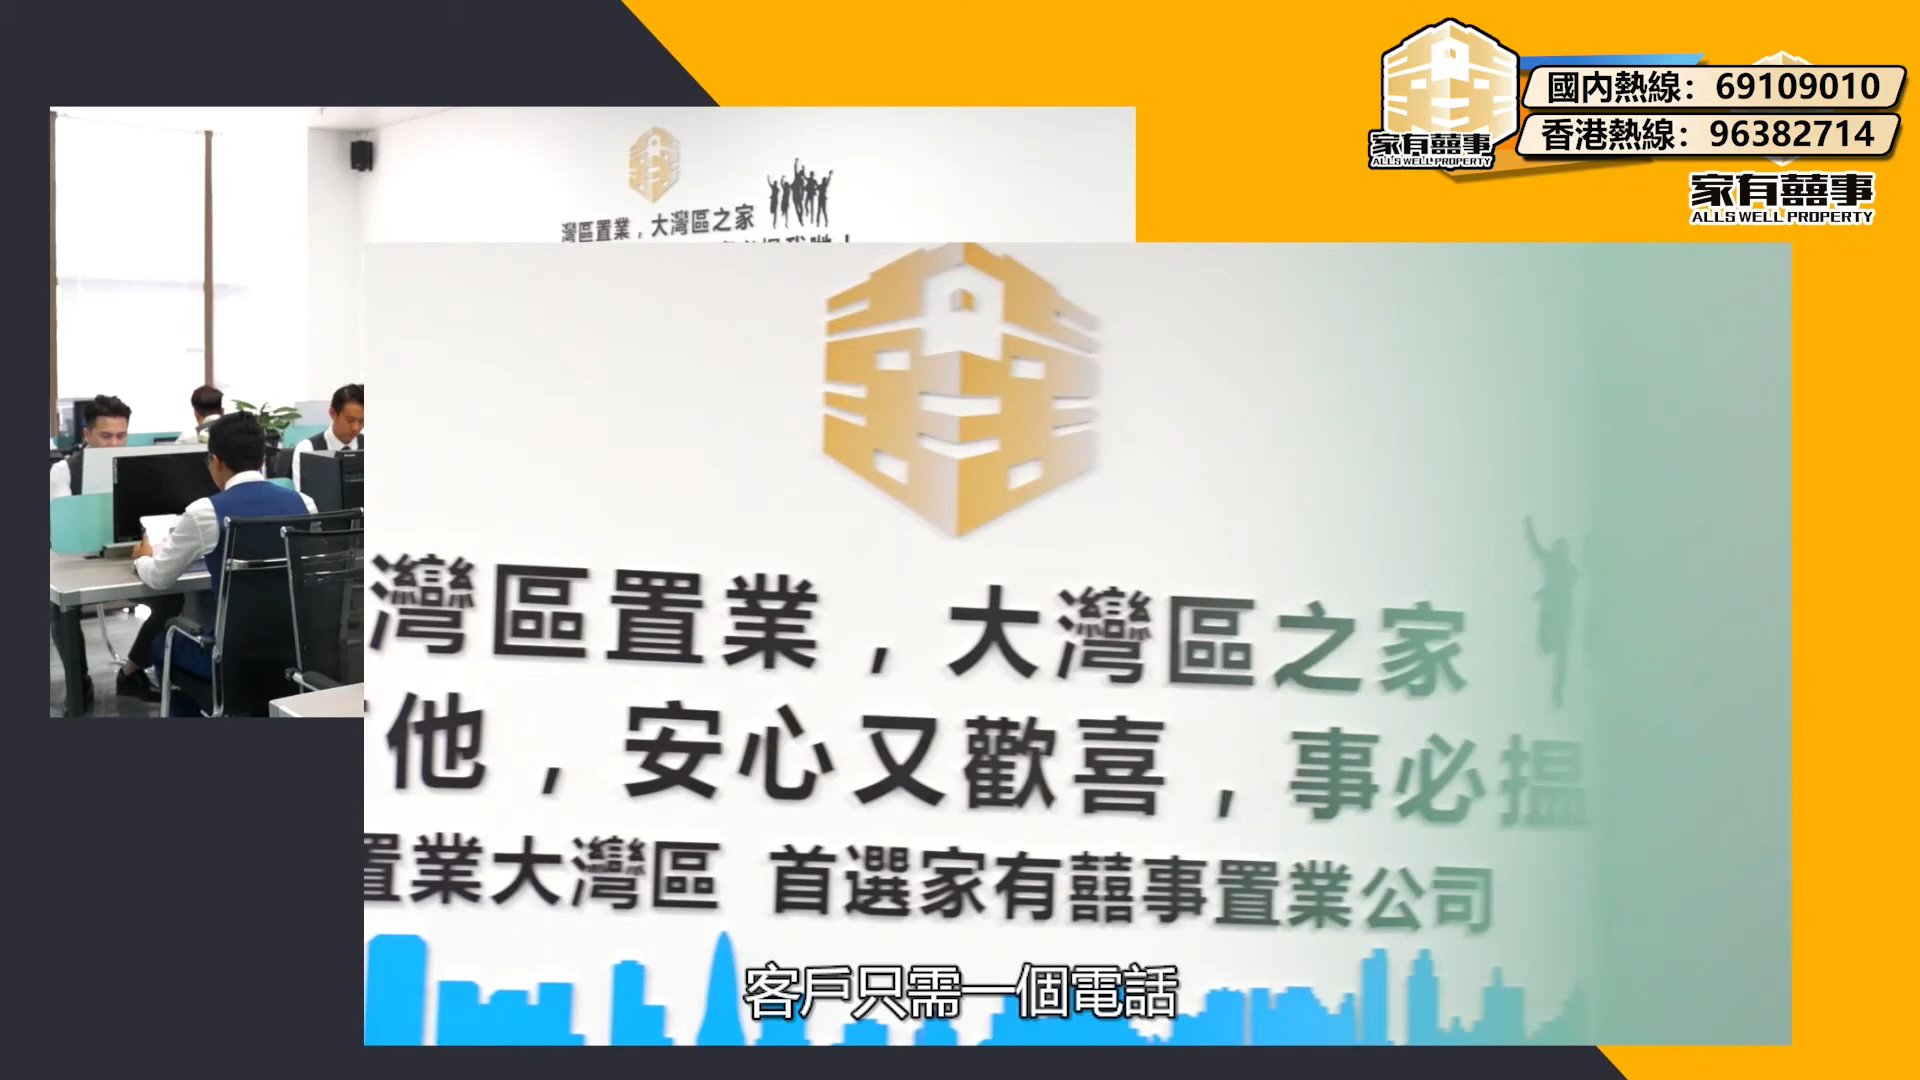 國內熱線：69109010
香港熱線：96382714
家有囍事
ALLS WELL PROPERTY
家有囍事
ALLS WELL PROPERTY
灣區置業，大灣區之家
灣區置業，大灣區之家
他，安心又歡喜，事必揾
置業大灣區 首選家有囍事置業公司
客戶只需一個電話